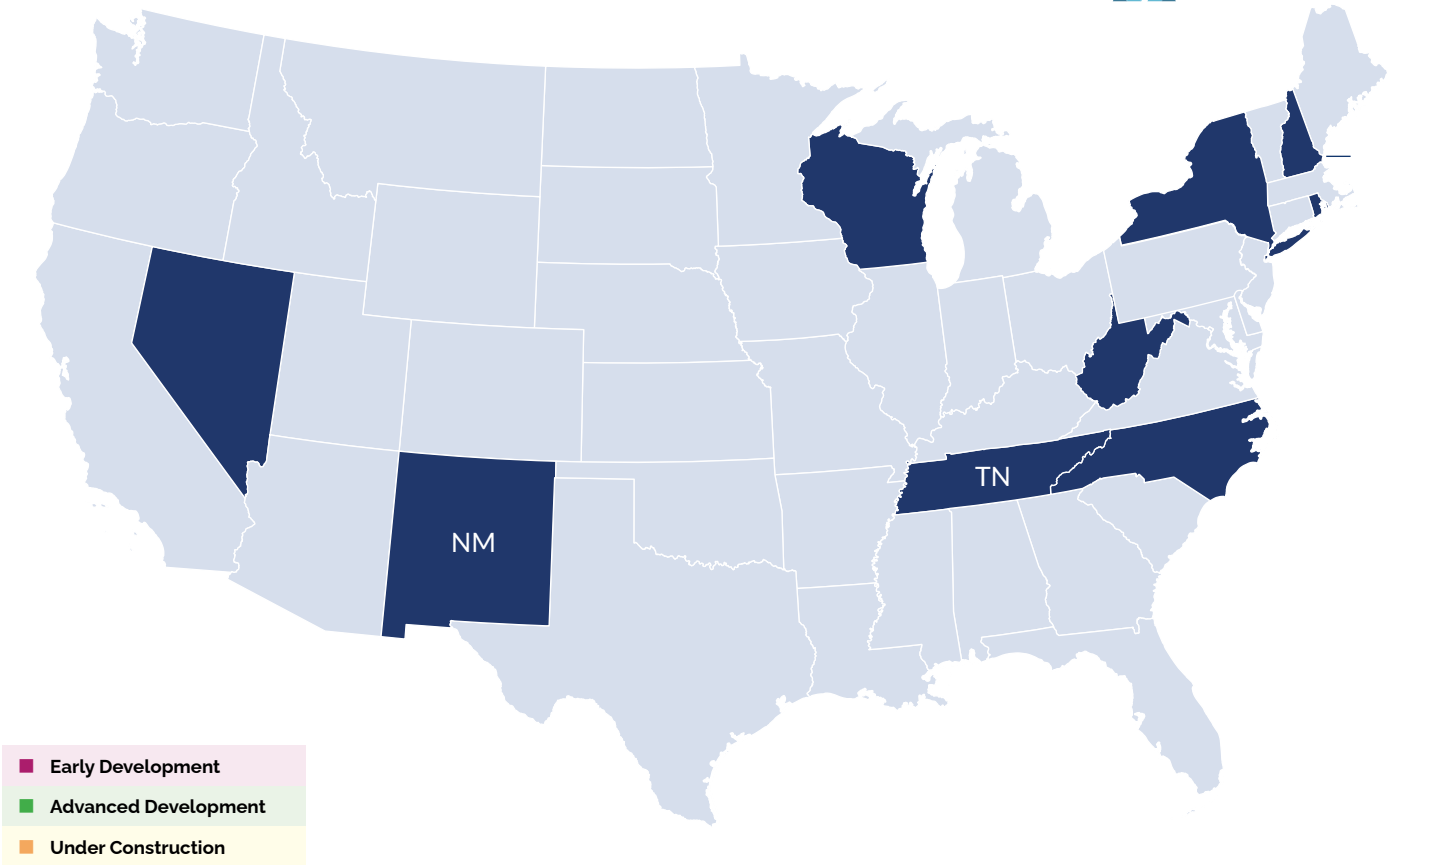 TN
NM
Early Development
Advanced Development
Under Construction